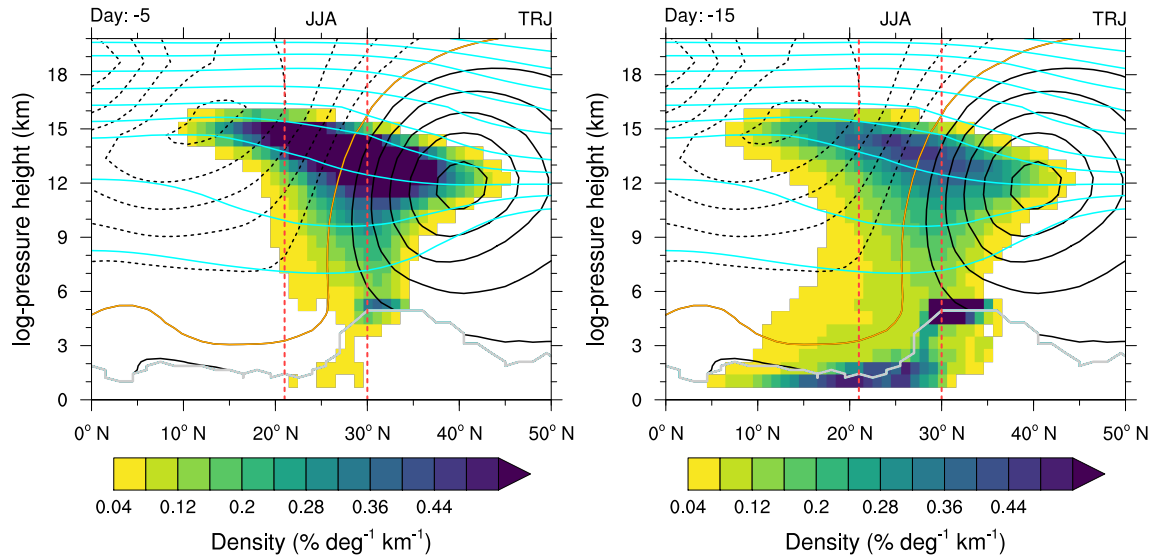 Day: -5 JJA TRJ
log-pressure height (km)
18
15
12
9
6
3
0
0° N 10° N 20° N 30° N 40° N 50° N
0.04 0.12 0.2 0.28 0.36 0.44
Density (% deg⁻¹ km⁻¹)
Day: -15 JJA TRJ
log-pressure height (km)
18
15
12
9
6
3
0
0° N 10° N 20° N 30° N 40° N 50° N
0.04 0.12 0.2 0.28 0.36 0.44
Density (% deg⁻¹ km⁻¹)